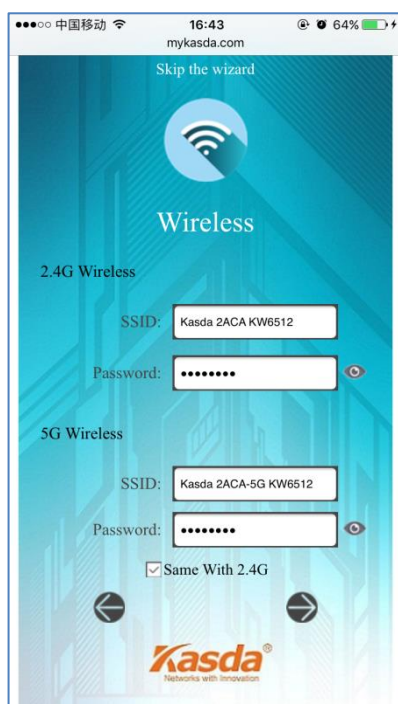 中国移动 16:43 64%
mykasda.com
Skip the wizard
Wireless
2.4G Wireless
SSID: Kasda 2ACA KW6512
Password: ••••••••
5G Wireless
SSID: Kasda 2ACA-5G KW6512
Password: ••••••••
Same With 2.4G
Kasda®
Networks with Innovation